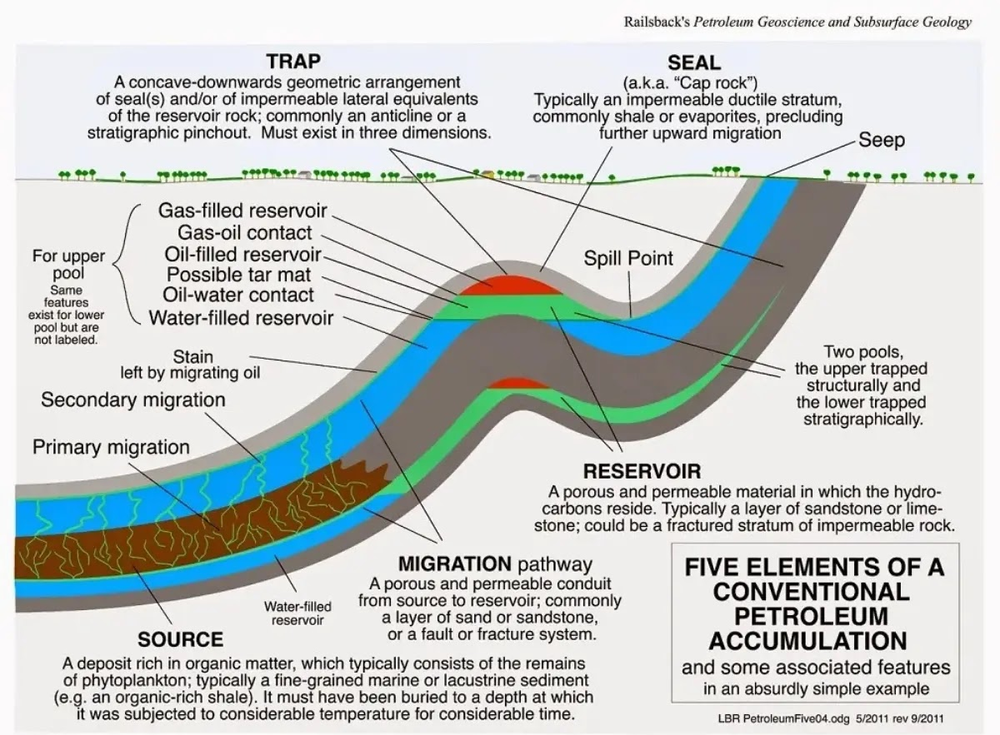 Railsback's Petroleum Geoscience and Subsurface Geology
TRAP
A concave-downwards geometric arrangement
of seal(s) and/or of impermeable lateral equivalents
of the reservoir rock; commonly an anticline or a
stratigraphic pinchout. Must exist in three dimensions.
SEAL
(a.k.a. “Cap rock”)
Typically an impermeable ductile stratum,
commonly shale or evaporites, precluding
further upward migration
Seep
Gas-filled reservoir
Gas-oil contact
Oil-filled reservoir
Possible tar mat
Oil-water contact
Water-filled reservoir
For upper
pool
Same
features
exist for lower
pool but are
not labeled.
Spill Point
Stain
left by migrating oil
Secondary migration
Primary migration
Two pools,
the upper trapped
structurally and
the lower trapped
stratigraphically.
RESERVOIR
A porous and permeable material in which the hydro-
carbons reside. Typically a layer of sandstone or lime-
stone; could be a fractured stratum of impermeable rock.
MIGRATION pathway
A porous and permeable conduit
from source to reservoir; commonly
a layer of sand or sandstone,
or a fault or fracture system.
Water-filled
reservoir
SOURCE
A deposit rich in organic matter, which typically consists of the remains
of phytoplankton; typically a fine-grained marine or lacustrine sediment
(e.g. an organic-rich shale). It must have been buried to a depth at which
it was subjected to considerable temperature for considerable time.
FIVE ELEMENTS OF A
CONVENTIONAL
PETROLEUM
ACCUMULATION
and some associated features
in an absurdly simple example
LBR PetroleumFive04.odg 5/2011 rev 9/2011